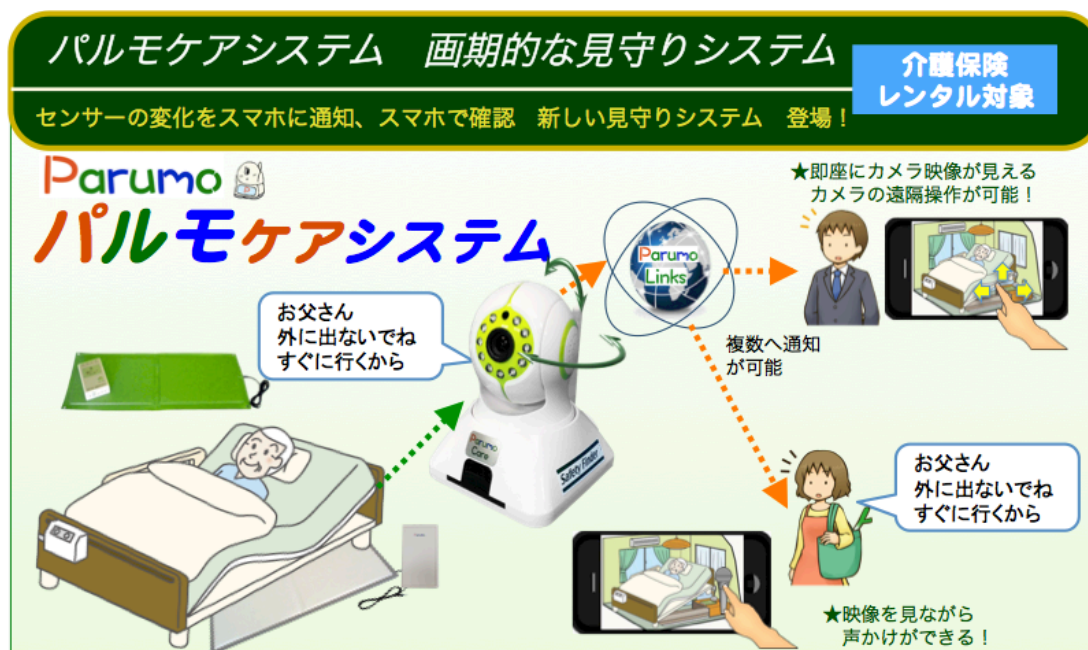 パルモケアシステム　画期的な見守りシステム
介護保険
レンタル対象
センサーの変化をスマホに通知、スマホで確認　新しい見守りシステム　登場！
Parumo
パルモケアシステム
★即座にカメラ映像が見える
カメラの遠隔操作が可能！
Parumo
Links
お父さん
外に出ないでね
すぐに行くから
複数へ通知
が可能
Parumo
Care
Safety Finder
お父さん
外に出ないでね
すぐに行くから
★映像を見ながら
声かけができる！